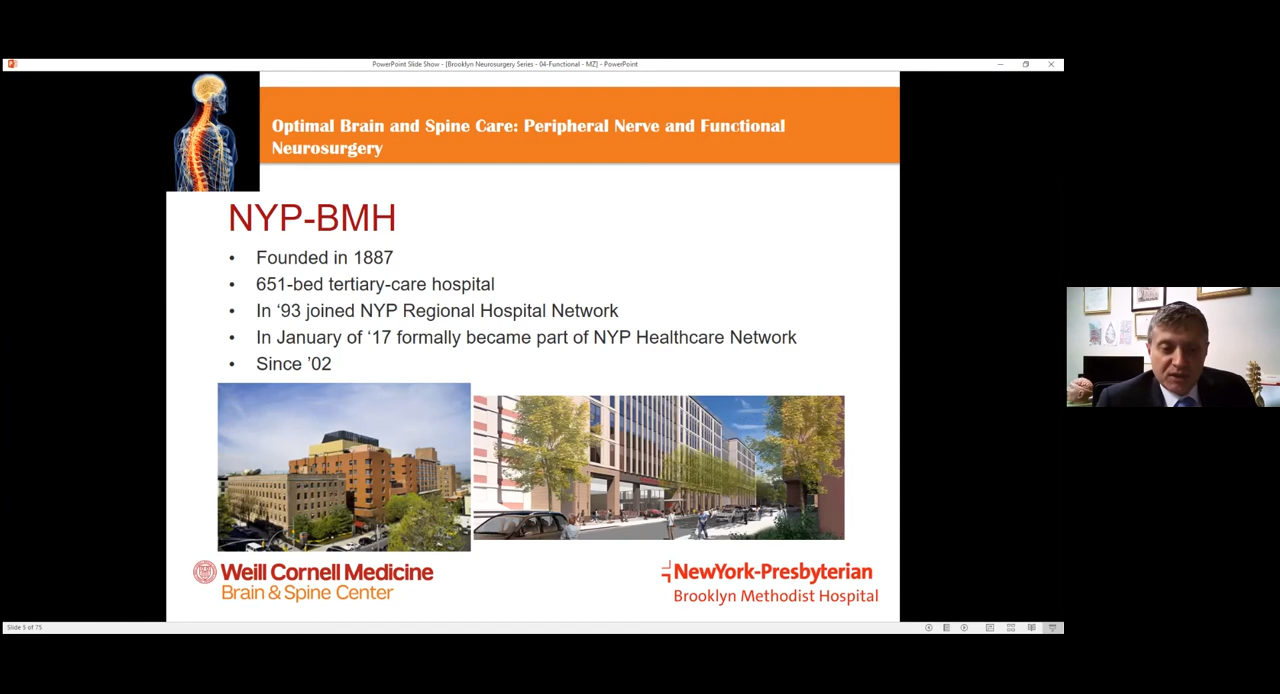 PowerPoint Slide Show - [Brooklyn Neurosurgery Series - 04-Functional - MZ] - PowerPoint
Optimal Brain and Spine Care: Peripheral Nerve and Functional
Neurosurgery
NYP-BMH
• Founded in 1887
• 651-bed tertiary-care hospital
• In ‘93 joined NYP Regional Hospital Network
• In January of ‘17 formally became part of NYP Healthcare Network
• Since ’02
Weill Cornell Medicine
Brain & Spine Center
NewYork-Presbyterian
Brooklyn Methodist Hospital
Slide 5 of 75